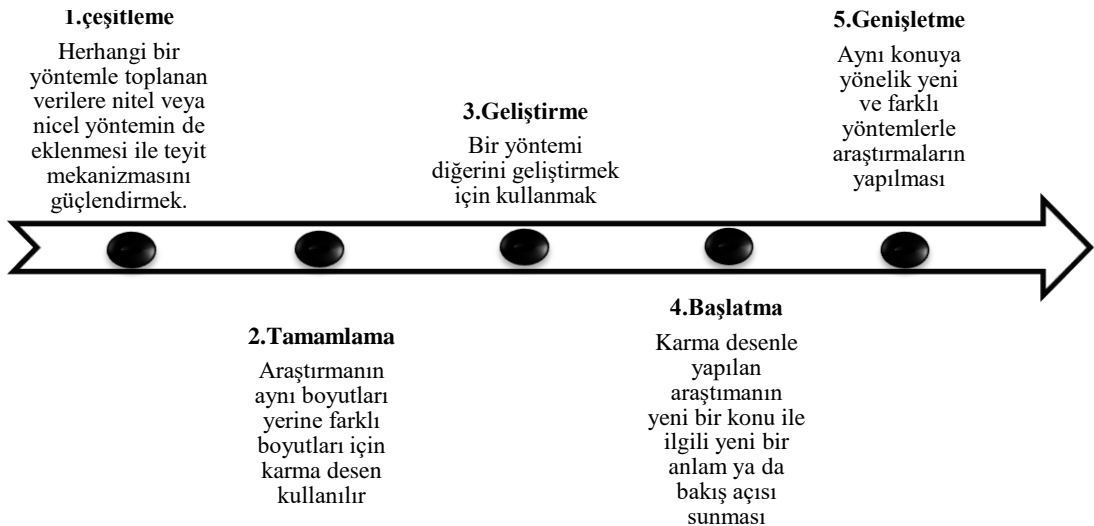 1.çeşitleme
Herhangi bir
yöntemle toplanan
verilere nitel veya
nicel yöntemin de
eklenmesi ile teyit
mekanizmasını
güçlendirmek.
2.Tamamlama
Araştırmanın
aynı boyutları
yerine farklı
boyutları için
karma desen
kullanılır
3.Geliştirme
Bir yöntemi
diğerini geliştirmek
için kullanmak
4.Başlatma
Karma desenle
yapılan
araştımanın
yeni bir konu ile
ilgili yeni bir
anlam ya da
bakış açısı
sunması
5.Genişletme
Aynı konuya
yönelik yeni
ve farklı
yöntemlerle
araştırmaların
yapılması